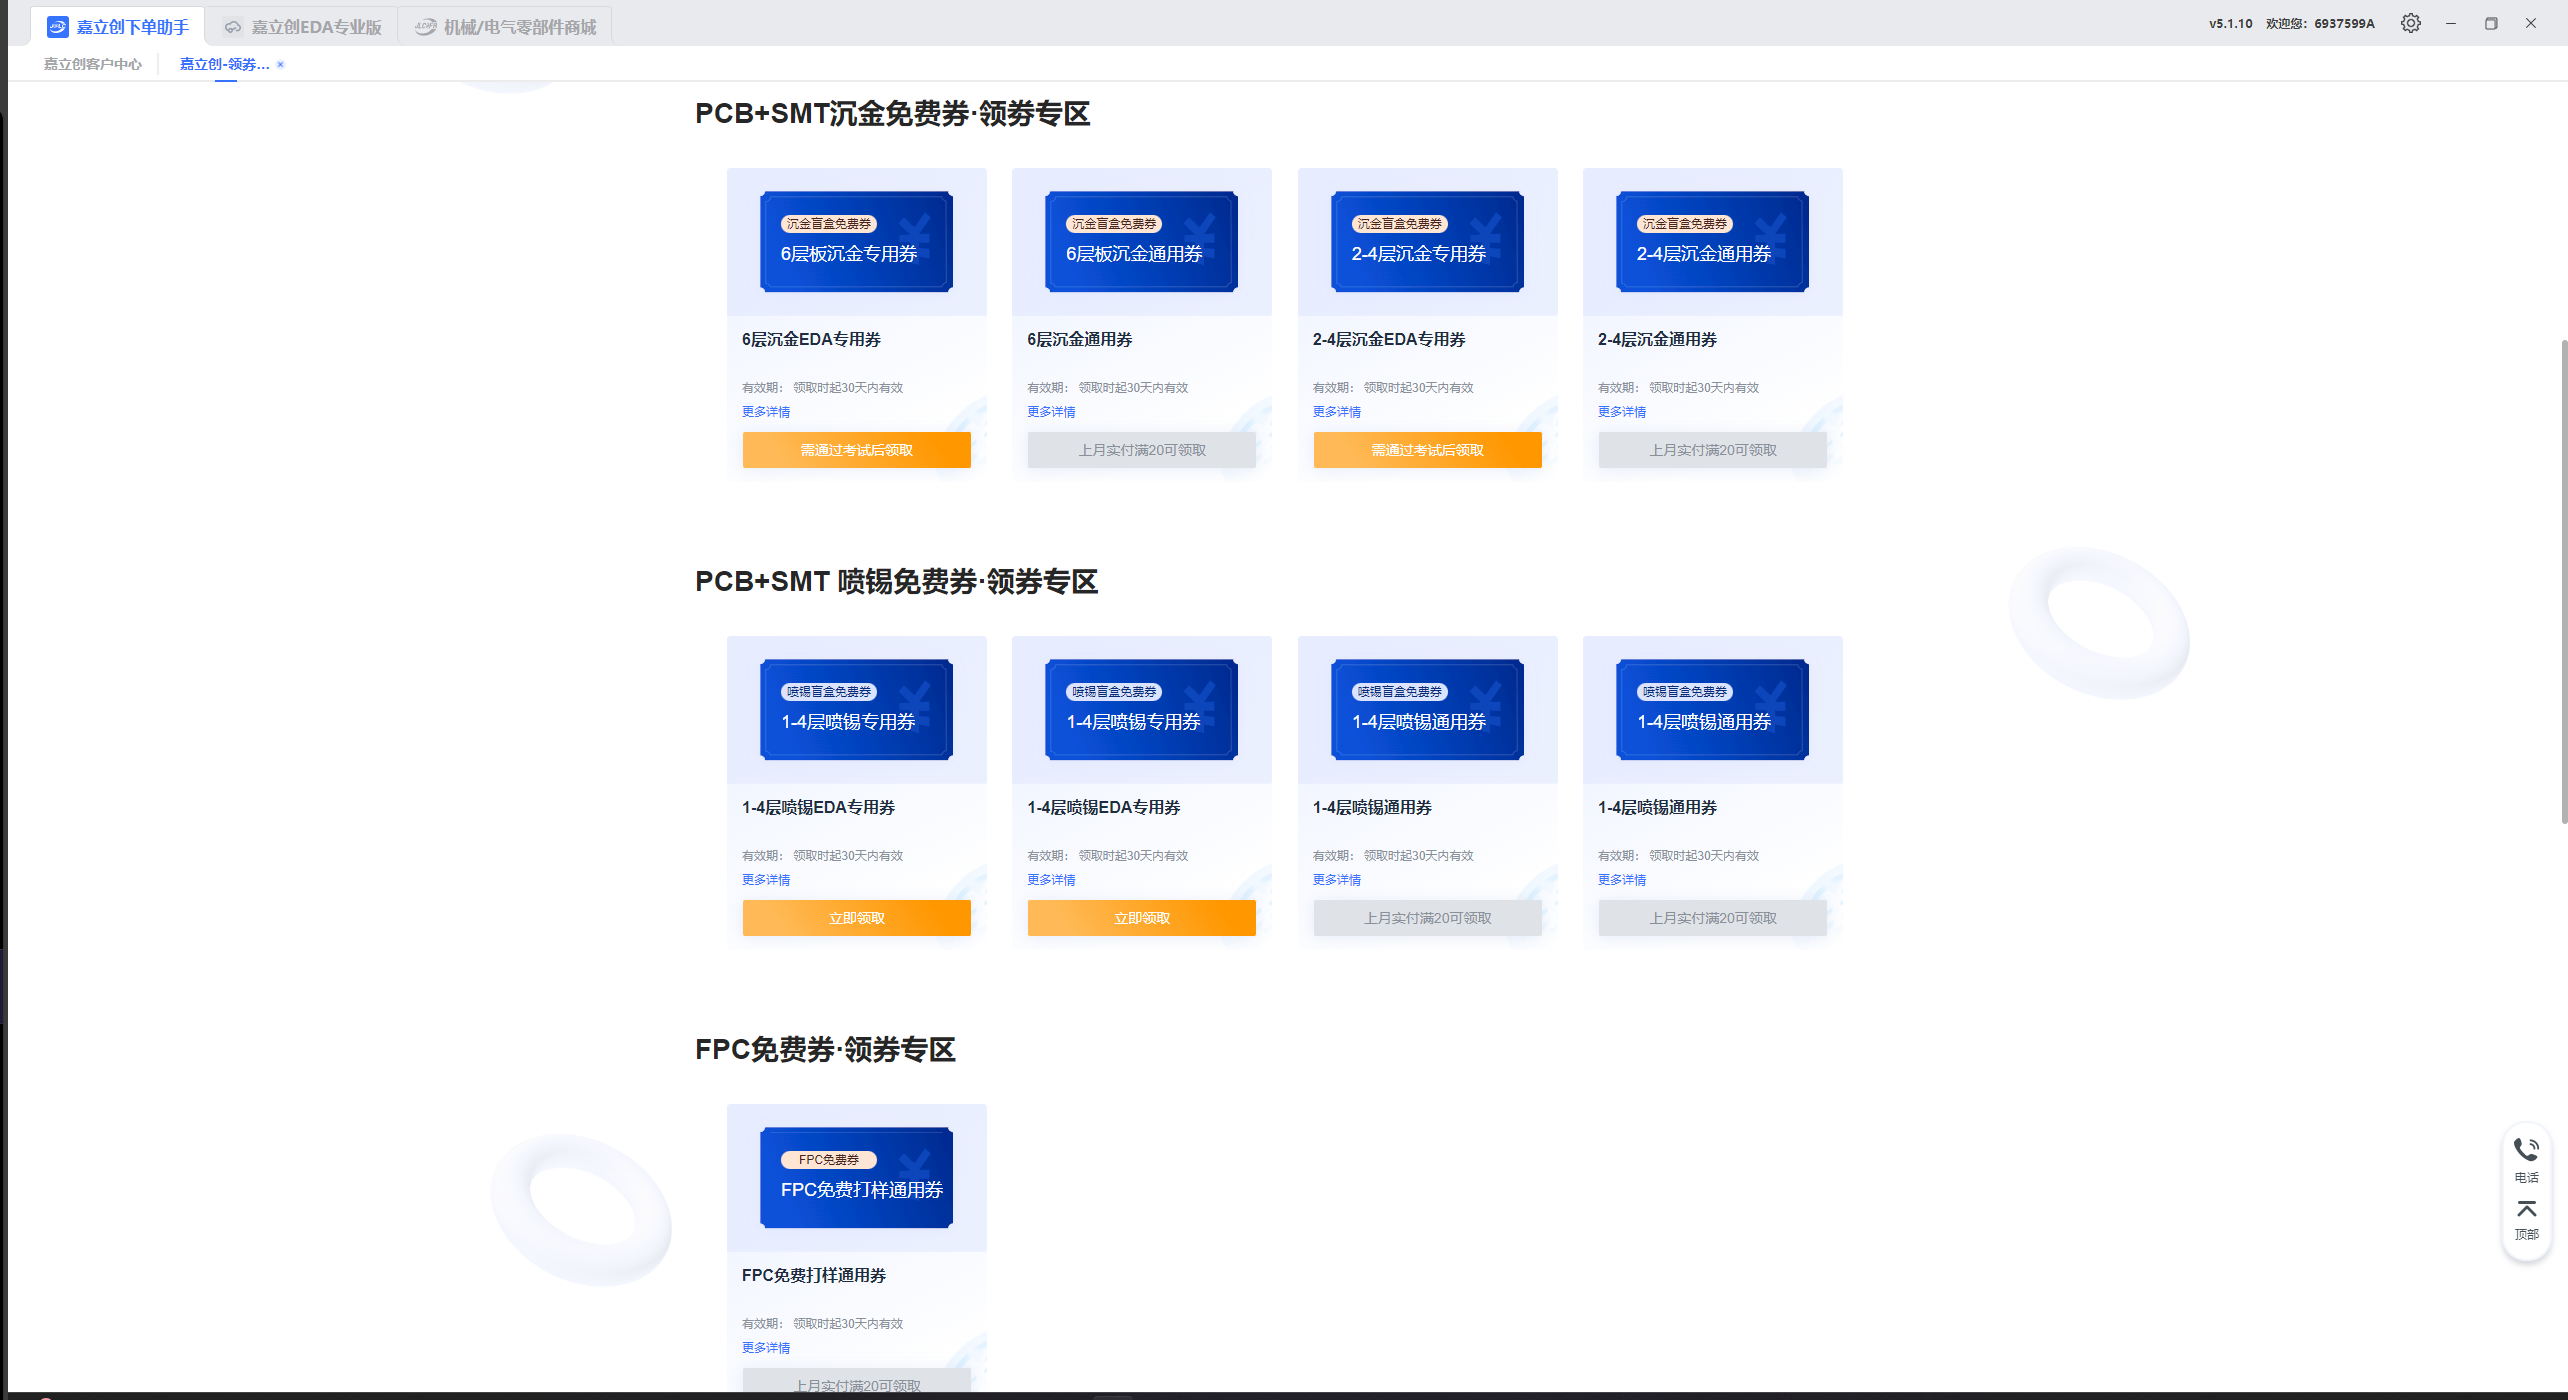 嘉立创下单助手
嘉立创EDA专业版
机械/电气零部件商城
v5.1.10 欢迎您：6937599A
嘉立创客户中心
嘉立创-领券...
PCB+SMT沉金免费券·领券专区
沉金盲盒免费券
6层板沉金专用券
沉金盲盒免费券
6层板沉金通用券
沉金盲盒免费券
2-4层沉金专用券
沉金盲盒免费券
2-4层沉金通用券
6层沉金EDA专用券
6层沉金通用券
2-4层沉金EDA专用券
2-4层沉金通用券
有效期： 领取时起30天内有效
有效期： 领取时起30天内有效
有效期： 领取时起30天内有效
有效期： 领取时起30天内有效
更多详情
更多详情
更多详情
更多详情
需通过考试后领取
上月实付满20可领取
需通过考试后领取
上月实付满20可领取
PCB+SMT 喷锡免费券·领券专区
喷锡盲盒免费券
1-4层喷锡专用券
喷锡盲盒免费券
1-4层喷锡专用券
喷锡盲盒免费券
1-4层喷锡通用券
喷锡盲盒免费券
1-4层喷锡通用券
1-4层喷锡EDA专用券
1-4层喷锡EDA专用券
1-4层喷锡通用券
1-4层喷锡通用券
有效期： 领取时起30天内有效
有效期： 领取时起30天内有效
有效期： 领取时起30天内有效
有效期： 领取时起30天内有效
更多详情
更多详情
更多详情
更多详情
立即领取
立即领取
上月实付满20可领取
上月实付满20可领取
FPC免费券·领券专区
FPC免费券
FPC免费打样通用券
FPC免费打样通用券
有效期： 领取时起30天内有效
更多详情
上月实付满20可领取
电话
顶部